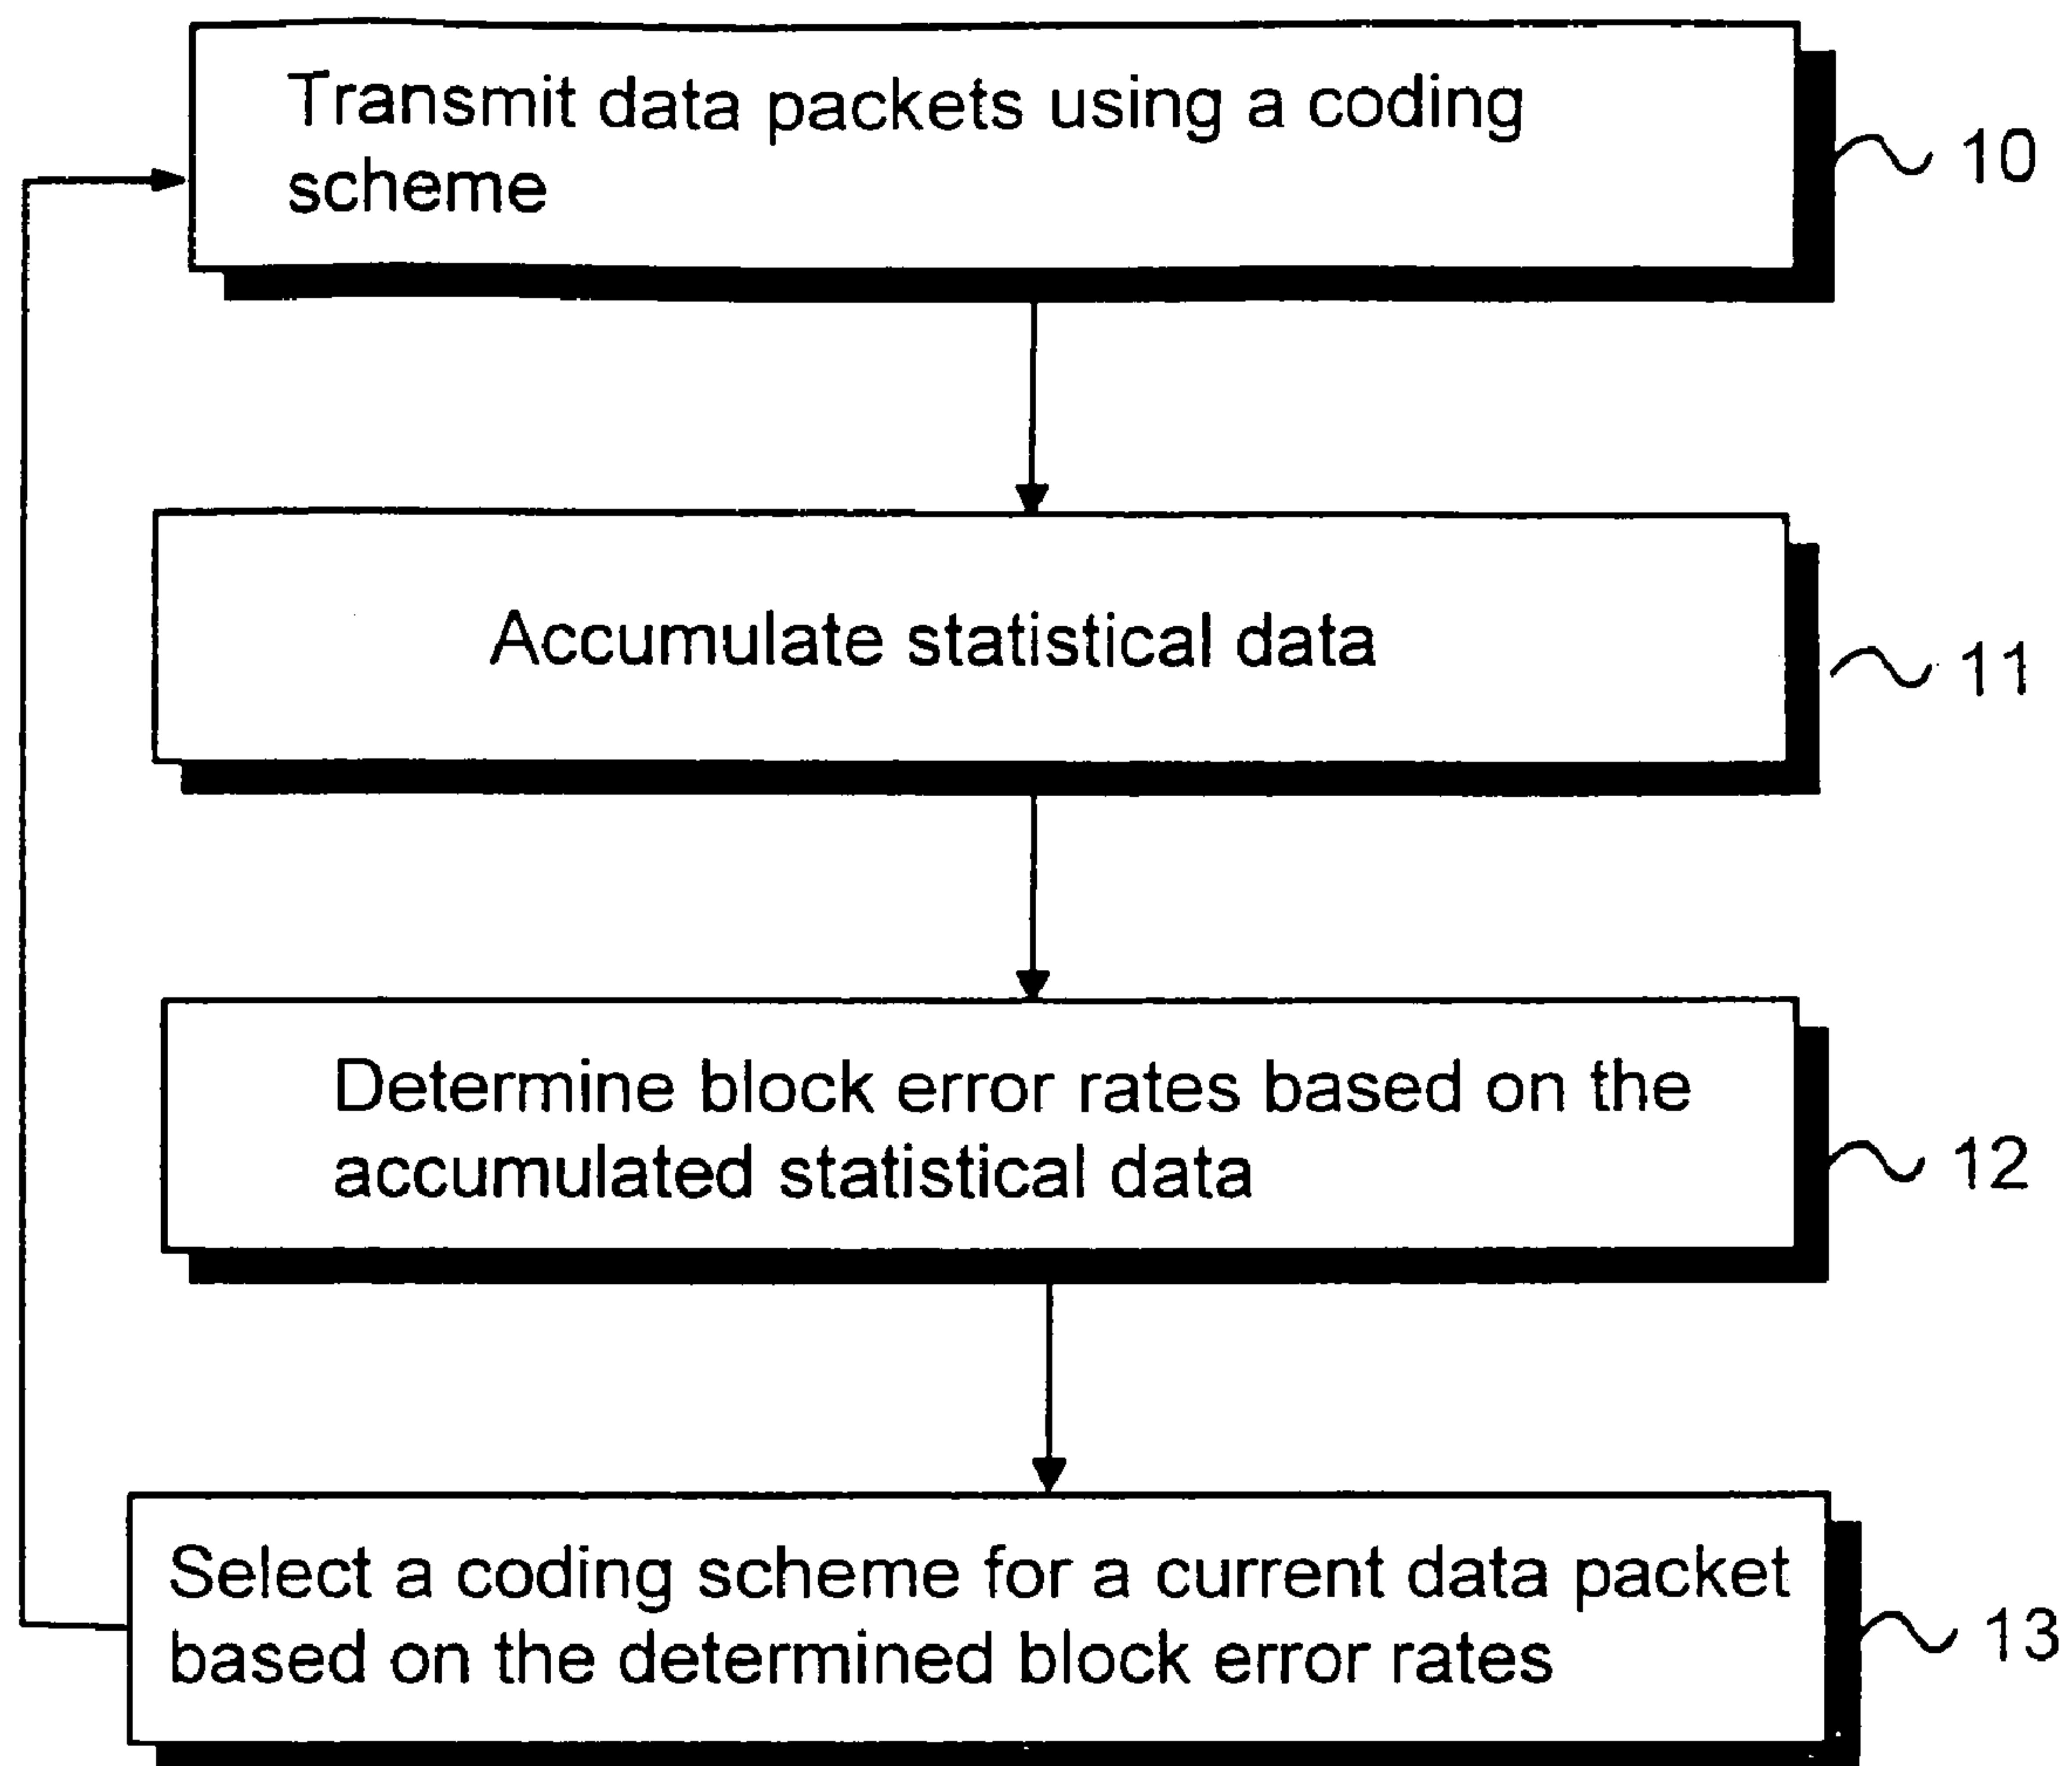 Transmit data packets using a coding
scheme
10
Accumulate statistical data
11
Determine block error rates based on the
accumulated statistical data
12
Select a coding scheme for a current data packet
based on the determined block error rates
13